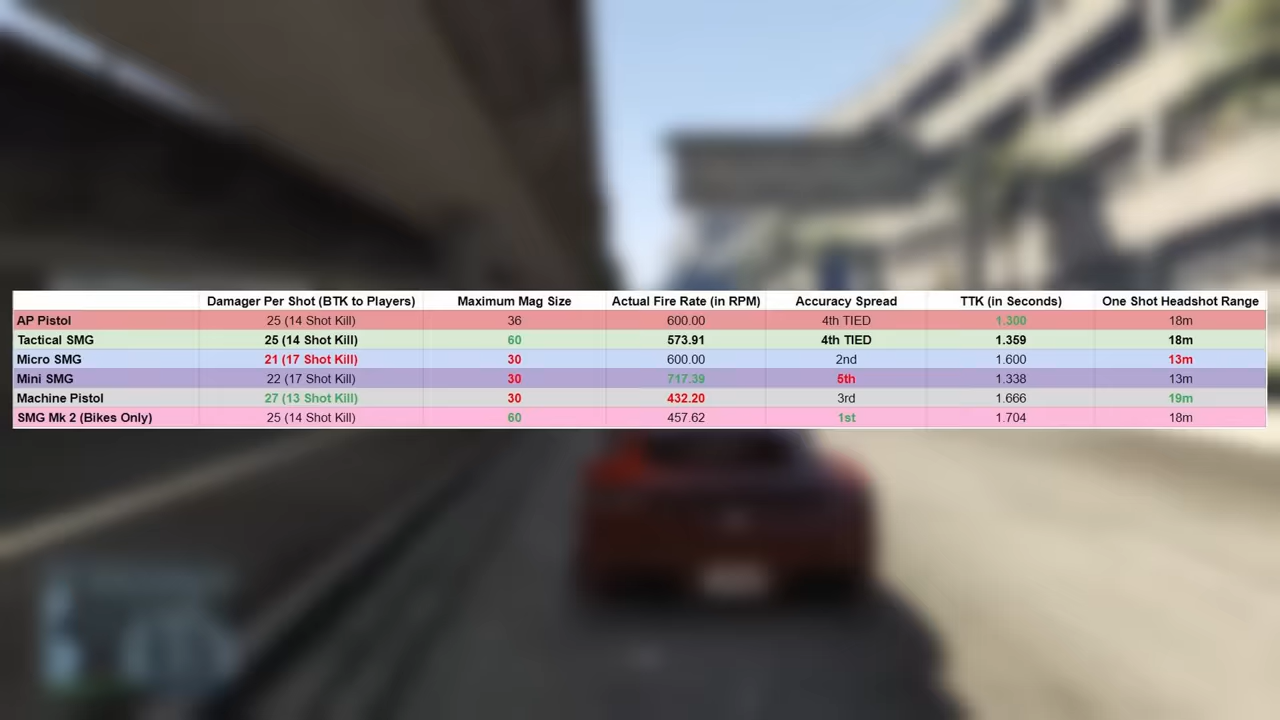 Damager Per Shot (BTK to Players) Maximum Mag Size Actual Fire Rate (in RPM) Accuracy Spread TTK (in Seconds) One Shot Headshot Range
AP Pistol 25 (14 Shot Kill) 36 600.00 4th TIED 1.300 18m
Tactical SMG 25 (14 Shot Kill) 60 573.91 4th TIED 1.359 18m
Micro SMG 21 (17 Shot Kill) 30 600.00 2nd 1.600 13m
Mini SMG 22 (17 Shot Kill) 30 717.39 5th 1.338 13m
Machine Pistol 27 (13 Shot Kill) 30 432.20 3rd 1.666 19m
SMG Mk 2 (Bikes Only) 25 (14 Shot Kill) 60 457.62 1st 1.704 18m